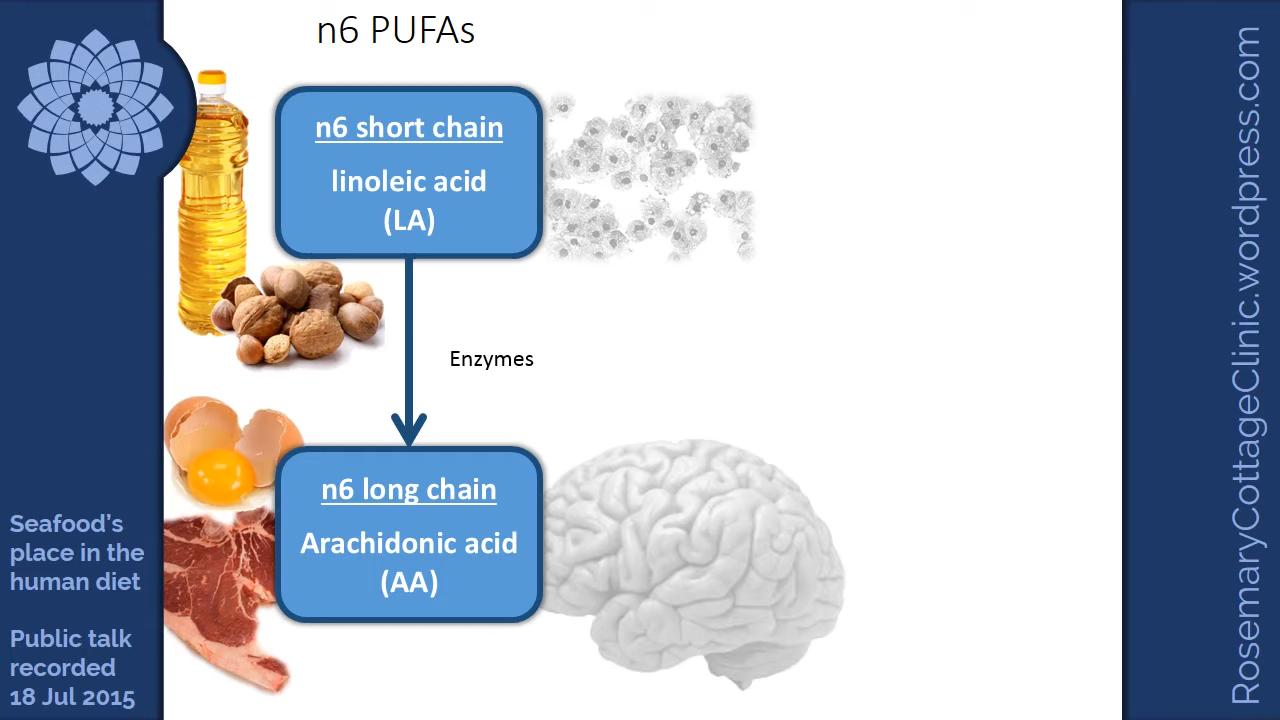 n6 PUFAs
n6 short chain
linoleic acid
(LA)
Enzymes
n6 long chain
Arachidonic acid
(AA)
Seafood’s
place in the
human diet
Public talk
recorded
18 Jul 2015
RosemaryCottageClinic.wordpress.com